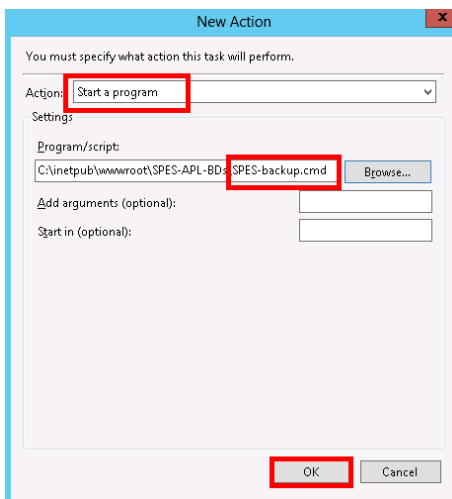 New Action
x
You must specify what action this task will perform.
Action: Start a program
Settings
Program/script:
C:\inetpub\wwwroot\SPES-APL-BDs\SPES-backup.cmd Browse...
Add arguments (optional):
Start in (optional):
OK Cancel